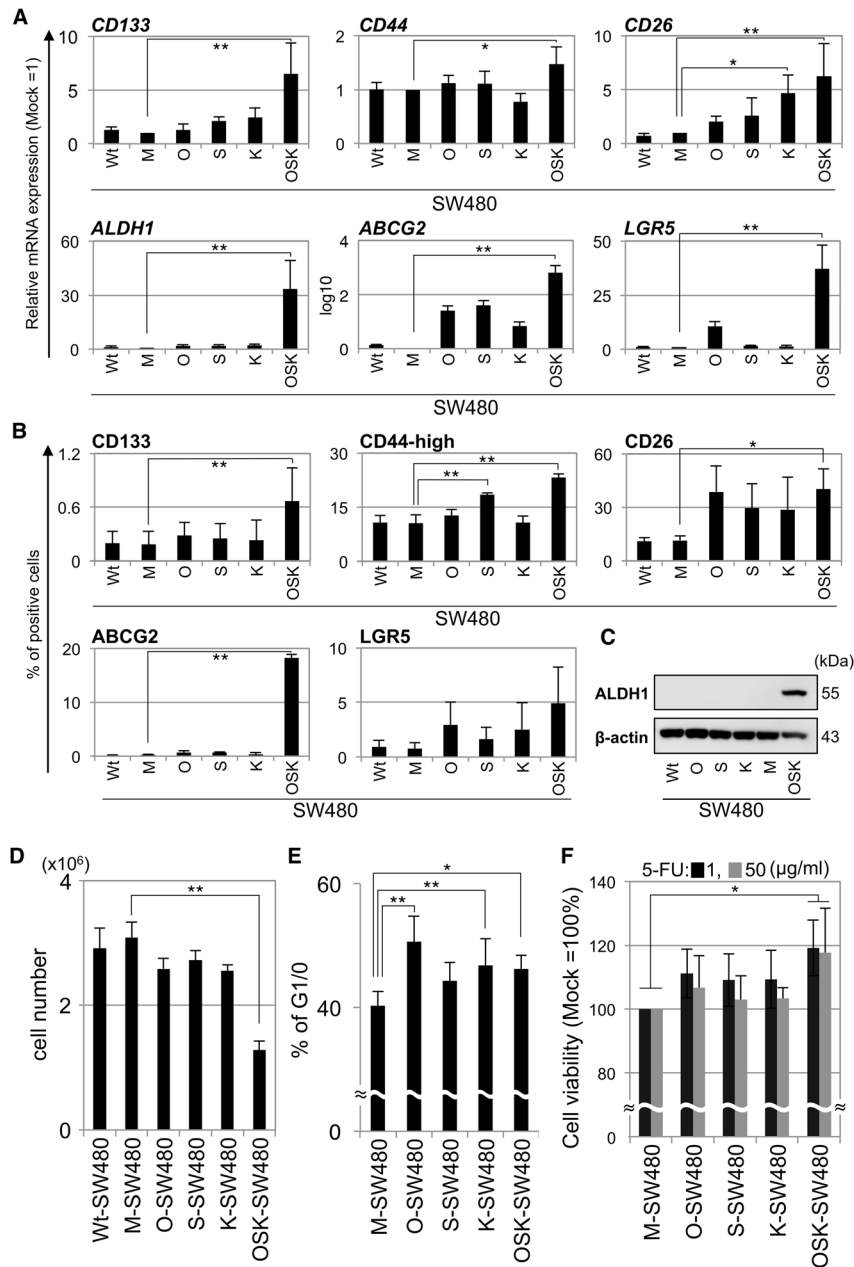 A
Relative mRNA expression (Mock =1)
CD133
10
5
0
**
Wt M O S K OSK
CD44
2
1
0
*
Wt M O S K OSK
CD26
10
5
0
**
*
Wt M O S K OSK
SW480
ALDH1
60
30
0
**
Wt M O S K OSK
ABCG2
log10
4
2
0
**
Wt M O S K OSK
LGR5
50
25
0
**
Wt M O S K OSK
SW480
B
% of positive cells
CD133
1.2
0.6
0
**
Wt M O S K OSK
CD44-high
30
15
0
**
**
Wt M O S K OSK
CD26
60
30
0
*
Wt M O S K OSK
SW480
ABCG2
20
10
0
**
Wt M O S K OSK
LGR5
10
5
0
Wt M O S K OSK
SW480
C
(kDa)
ALDH1 55
β-actin 43
Wt O S K M OSK
SW480
D
(x10⁶)
cell number
4
2
0
**
Wt-SW480 M-SW480 O-SW480 S-SW480 K-SW480 OSK-SW480
E
% of G1/0
60
40
0
*
**
**
≈
M-SW480 O-SW480 S-SW480 K-SW480 OSK-SW480
F
5-FU: 1, 50 (μg/ml)
Cell viability (Mock =100%)
140
120
100
80
0
*
≈ ≈
M-SW480 O-SW480 S-SW480 K-SW480 OSK-SW480